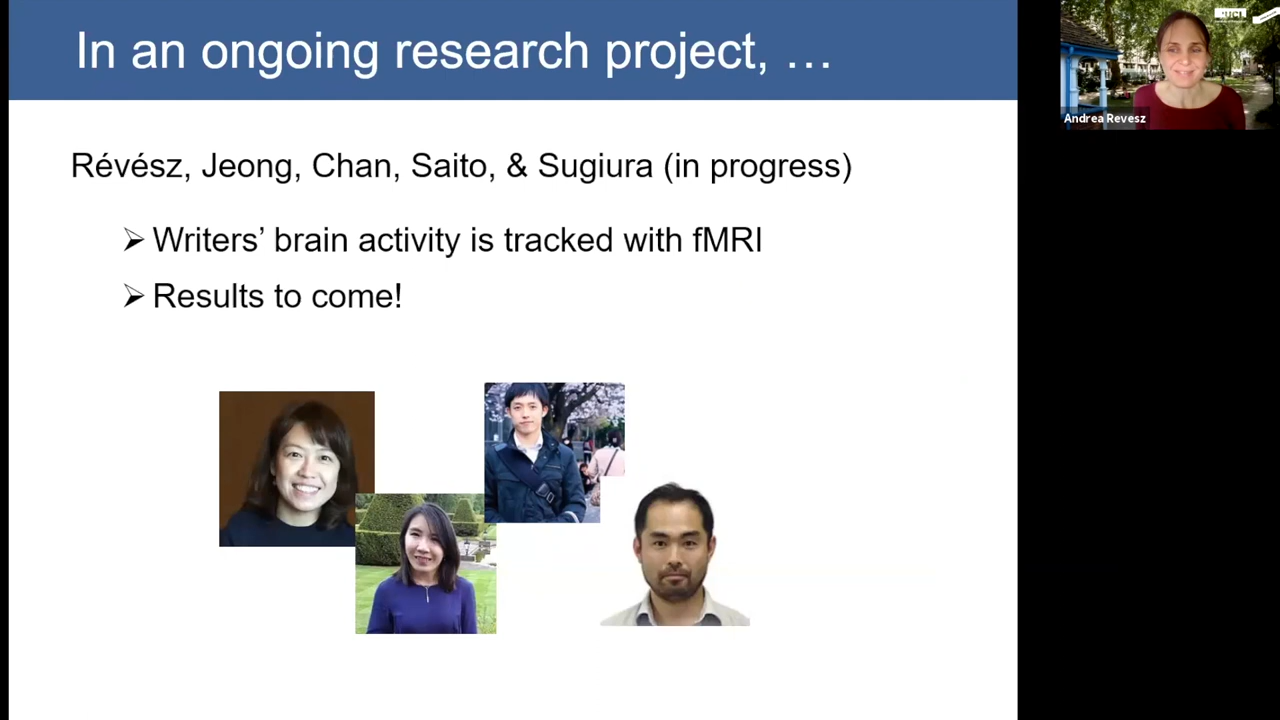 In an ongoing research project, …
Révész, Jeong, Chan, Saito, & Sugiura (in progress)
➢ Writers’ brain activity is tracked with fMRI
➢ Results to come!
Andrea Revesz